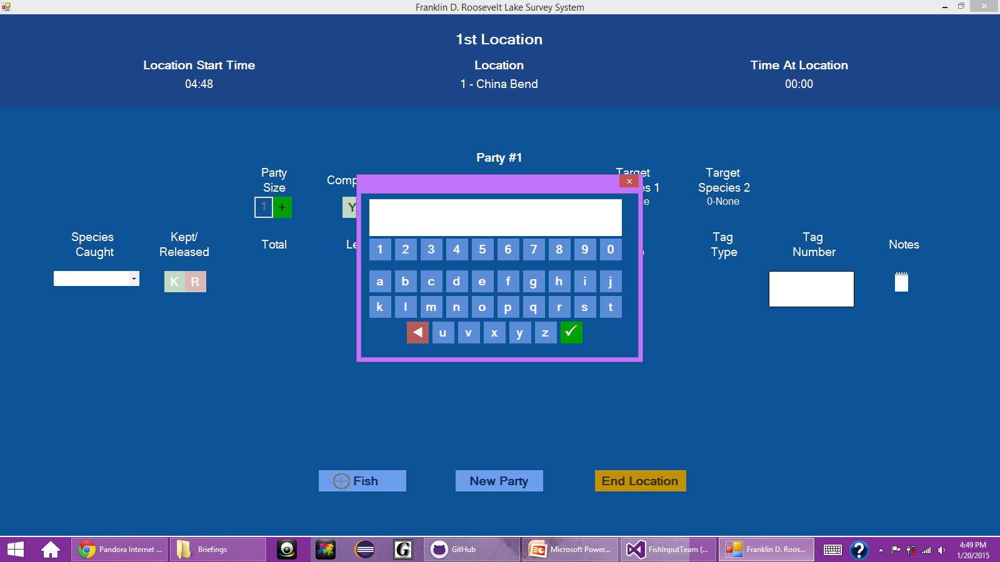 Franklin D. Roosevelt Lake Survey System
1st Location
Location Start Time
Location
Time At Location
04:48
1 - China Bend
00:00
Party #1
Party
Size
Comp
Target
es 1
e
Target
Species 2
0-None
1
+
Y
Species
Caught
Kept/
Released
Total
Le
Tag
Type
Tag
Number
Notes
K R
1 2 3 4 5 6 7 8 9 0
a b c d e f g h i j
k l m n o p q r s t
u v x y z
Fish
New Party
End Location
Pandora Internet ...
Briefings
G
GitHub
Microsoft Power...
FishInputTeam (...
Franklin D. Roos...
?
4:49 PM
1/20/2015